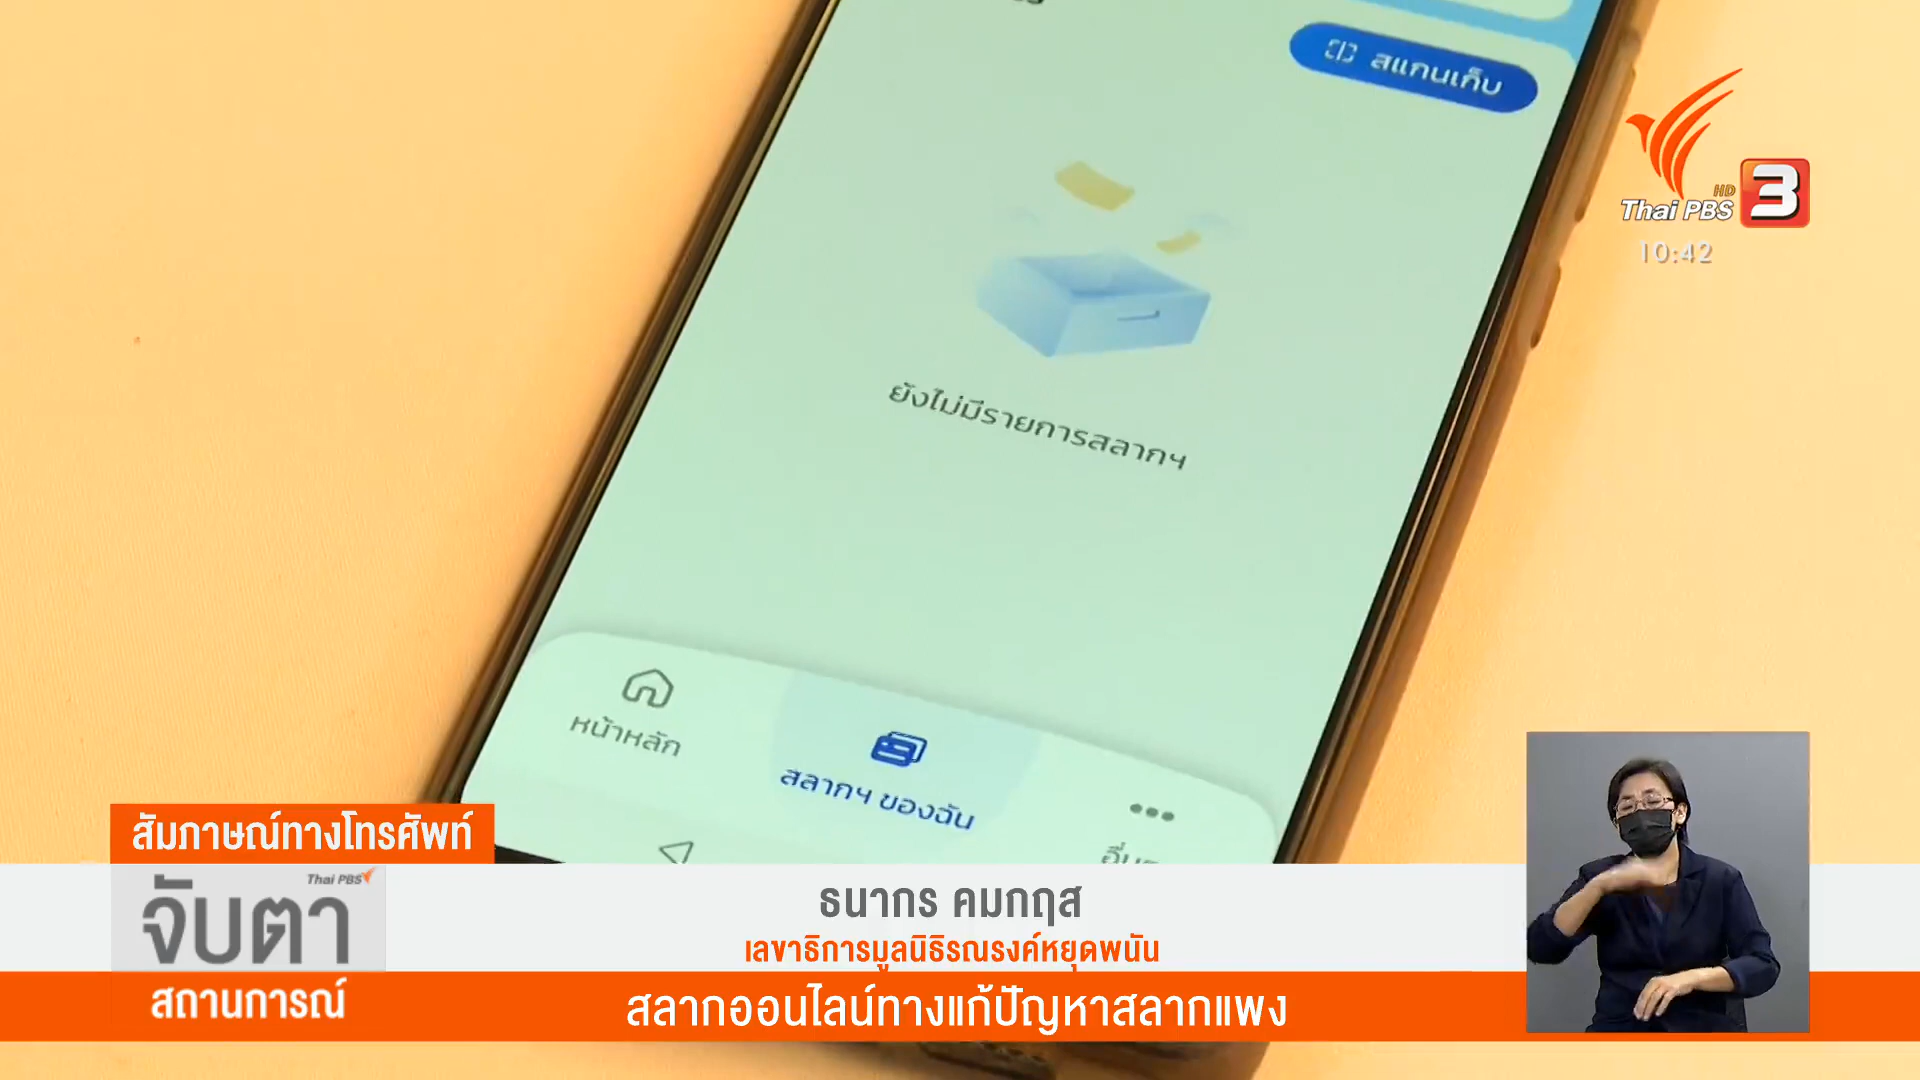 สแกนเก็บ
HD
Thai PBS 3
10:42
ยังไม่มีรายการสลากฯ
หน้าหลัก
สลากฯ ของฉัน
สัมภาษณ์ทางโทรศัพท์
Thai PBS
จับตา
สถานการณ์
ธนากร คมกฤส
เลขาธิการมูลนิธิรณรงค์หยุดพนัน
สลากออนไลน์ทางแก้ปัญหาสลากแพง